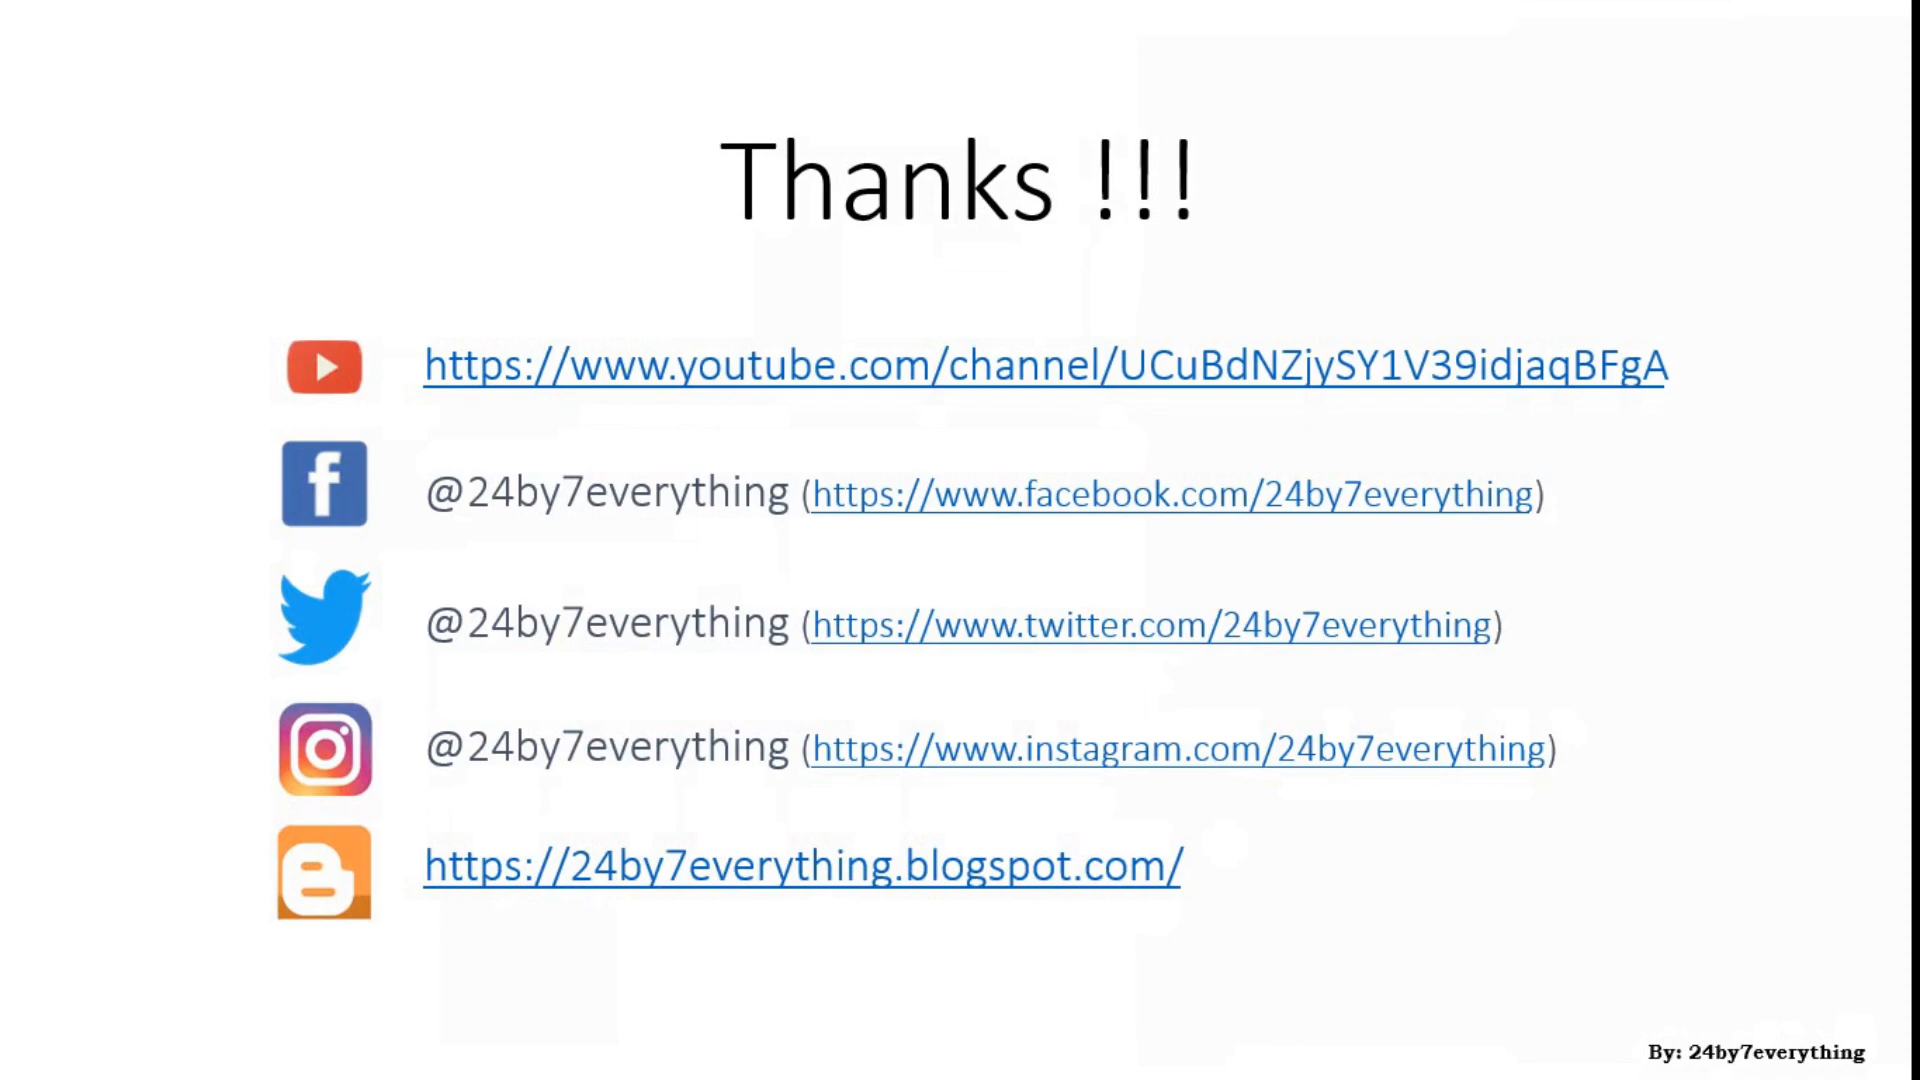 Thanks !!!
https://www.youtube.com/channel/UCuBdNZjySY1V39idjaqBFgA
@24by7everything (https://www.facebook.com/24by7everything)
@24by7everything (https://www.twitter.com/24by7everything)
@24by7everything (https://www.instagram.com/24by7everything)
https://24by7everything.blogspot.com/
By: 24by7everything